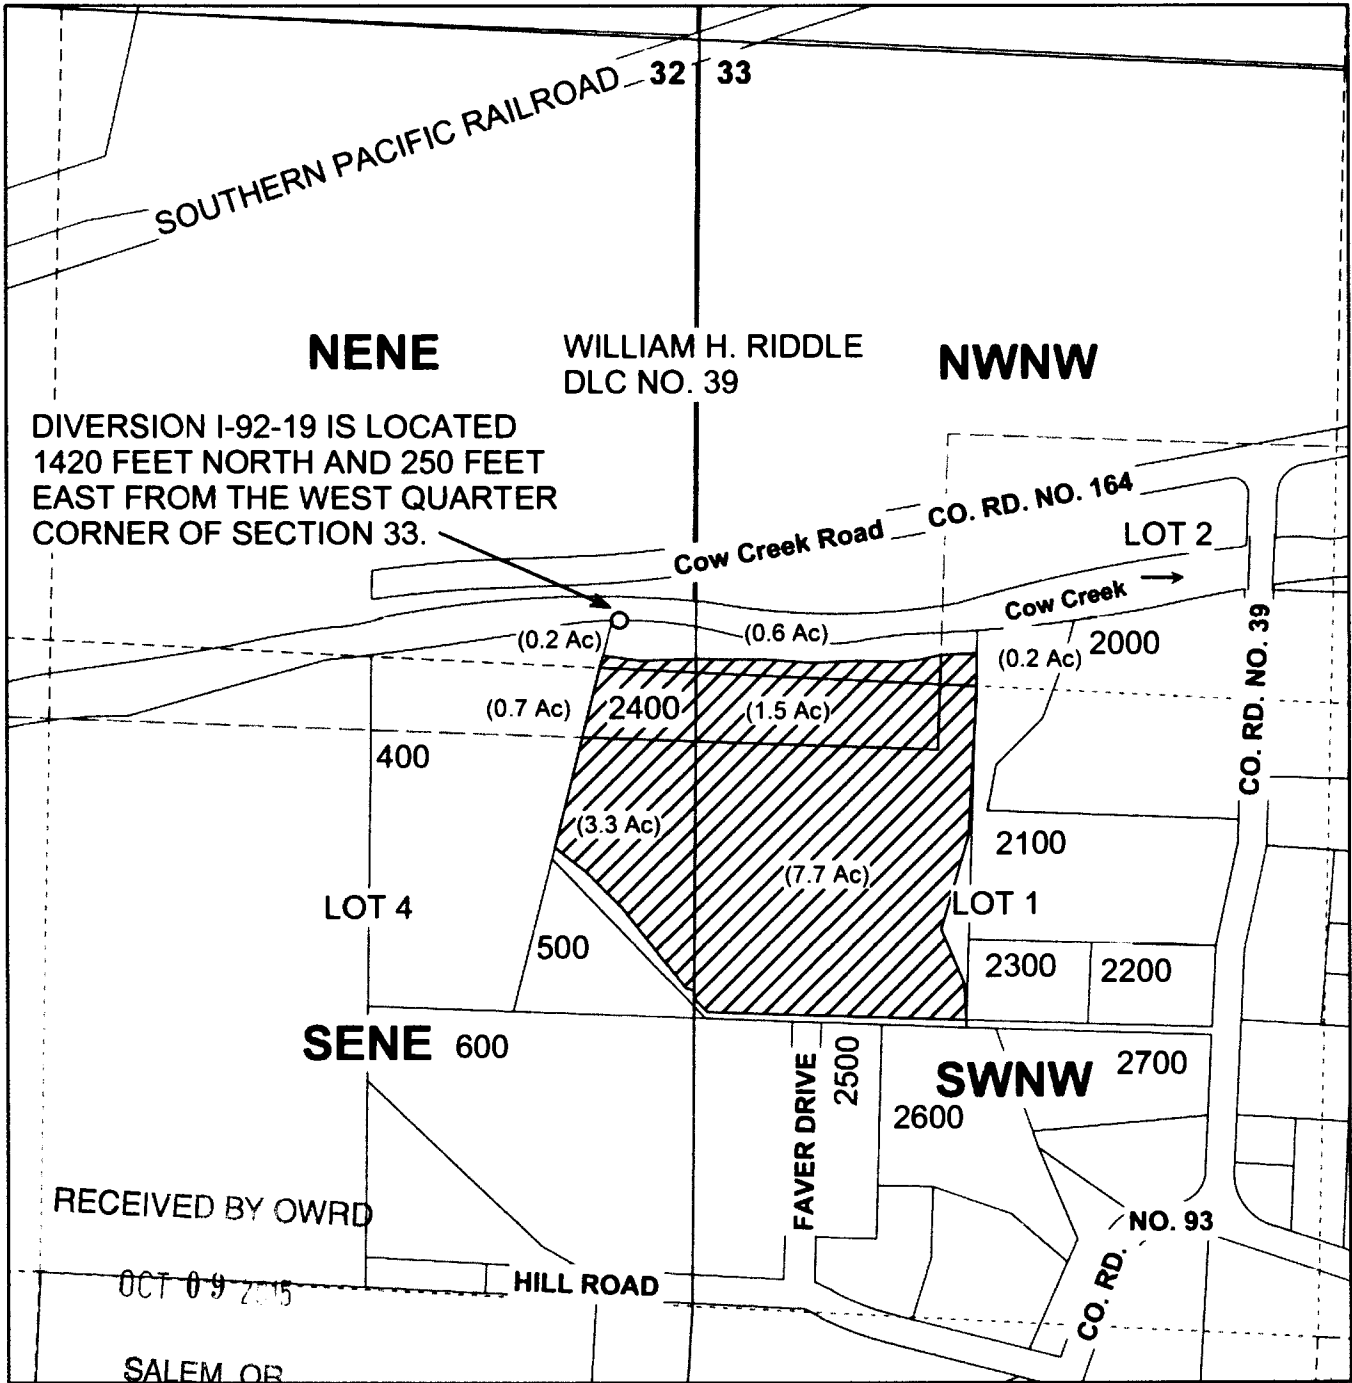 32 33
SOUTHERN PACIFIC RAILROAD
NENE
WILLIAM H. RIDDLE
DLC NO. 39
NWNW
DIVERSION I-92-19 IS LOCATED
1420 FEET NORTH AND 250 FEET
EAST FROM THE WEST QUARTER
CORNER OF SECTION 33.
CO. RD. NO. 164
Cow Creek Road
LOT 2
Cow Creek
CO. RD. NO. 39
(0.2 Ac)
(0.6 Ac)
(0.2 Ac)
2000
(0.7 Ac)
2400
(1.5 Ac)
400
(3.3 Ac)
2100
(7.7 Ac)
LOT 4
LOT 1
500
2300
2200
SENE
600
FAVER DRIVE
2500
SWNW
2700
2600
RECEIVED BY OWRD
NO. 93
CO. RD.
OCT 09 2015
HILL ROAD
SALEM, OR